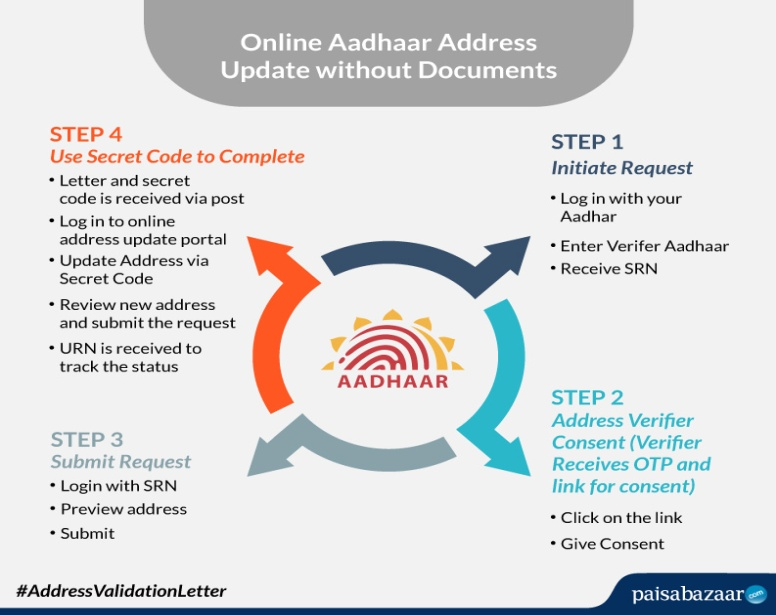 Online Aadhaar Address
Update without Documents
STEP 1
Initiate Request
• Log in with your
Aadhar
• Enter Verifer Aadhaar
• Receive SRN
STEP 2
Address Verifier
Consent (Verifier
Receives OTP and
link for consent)
• Click on the link
• Give Consent
STEP 3
Submit Request
• Login with SRN
• Preview address
• Submit
STEP 4
Use Secret Code to Complete
• Letter and secret
code is received via post
• Log in to online
address update portal
• Update Address via
Secret Code
• Review new address
and submit the request
• URN is received to
track the status
AADHAAR
#AddressValidationLetter
paisabazaar.com